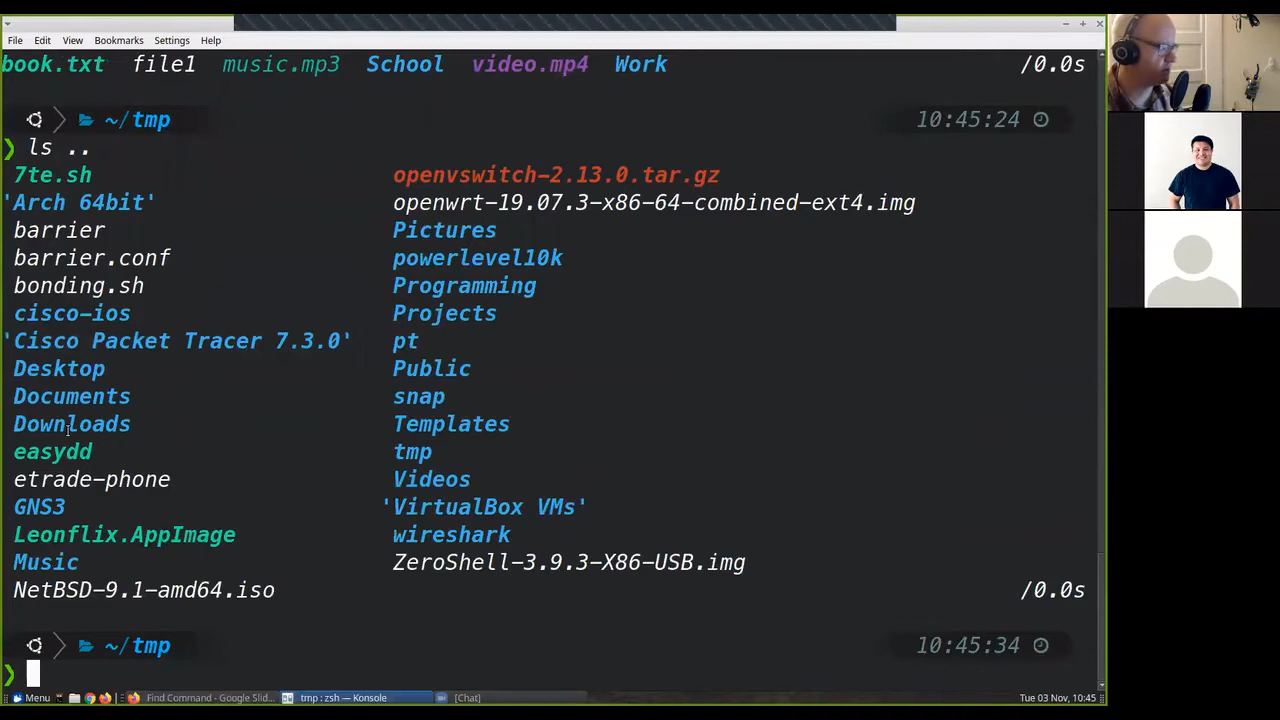 File Edit View Bookmarks Settings Help
book.txt file1 music.mp3 School video.mp4 Work /0.0s
~/tmp 10:45:24
❯ ls ..
7te.sh openvswitch-2.13.0.tar.gz
'Arch 64bit' openwrt-19.07.3-x86-64-combined-ext4.img
barrier Pictures
barrier.conf powerlevel10k
bonding.sh Programming
cisco-ios Projects
'Cisco Packet Tracer 7.3.0' pt
Desktop Public
Documents snap
Downloads Templates
easydd tmp
etrade-phone Videos
GNS3 'VirtualBox VMs'
Leonflix.AppImage wireshark
Music ZeroShell-3.9.3-X86-USB.img
NetBSD-9.1-amd64.iso /0.0s
~/tmp 10:45:34
❯
Menu Find Command - Google Slid... tmp : zsh — Konsole [Chat] Tue 03 Nov, 10:45